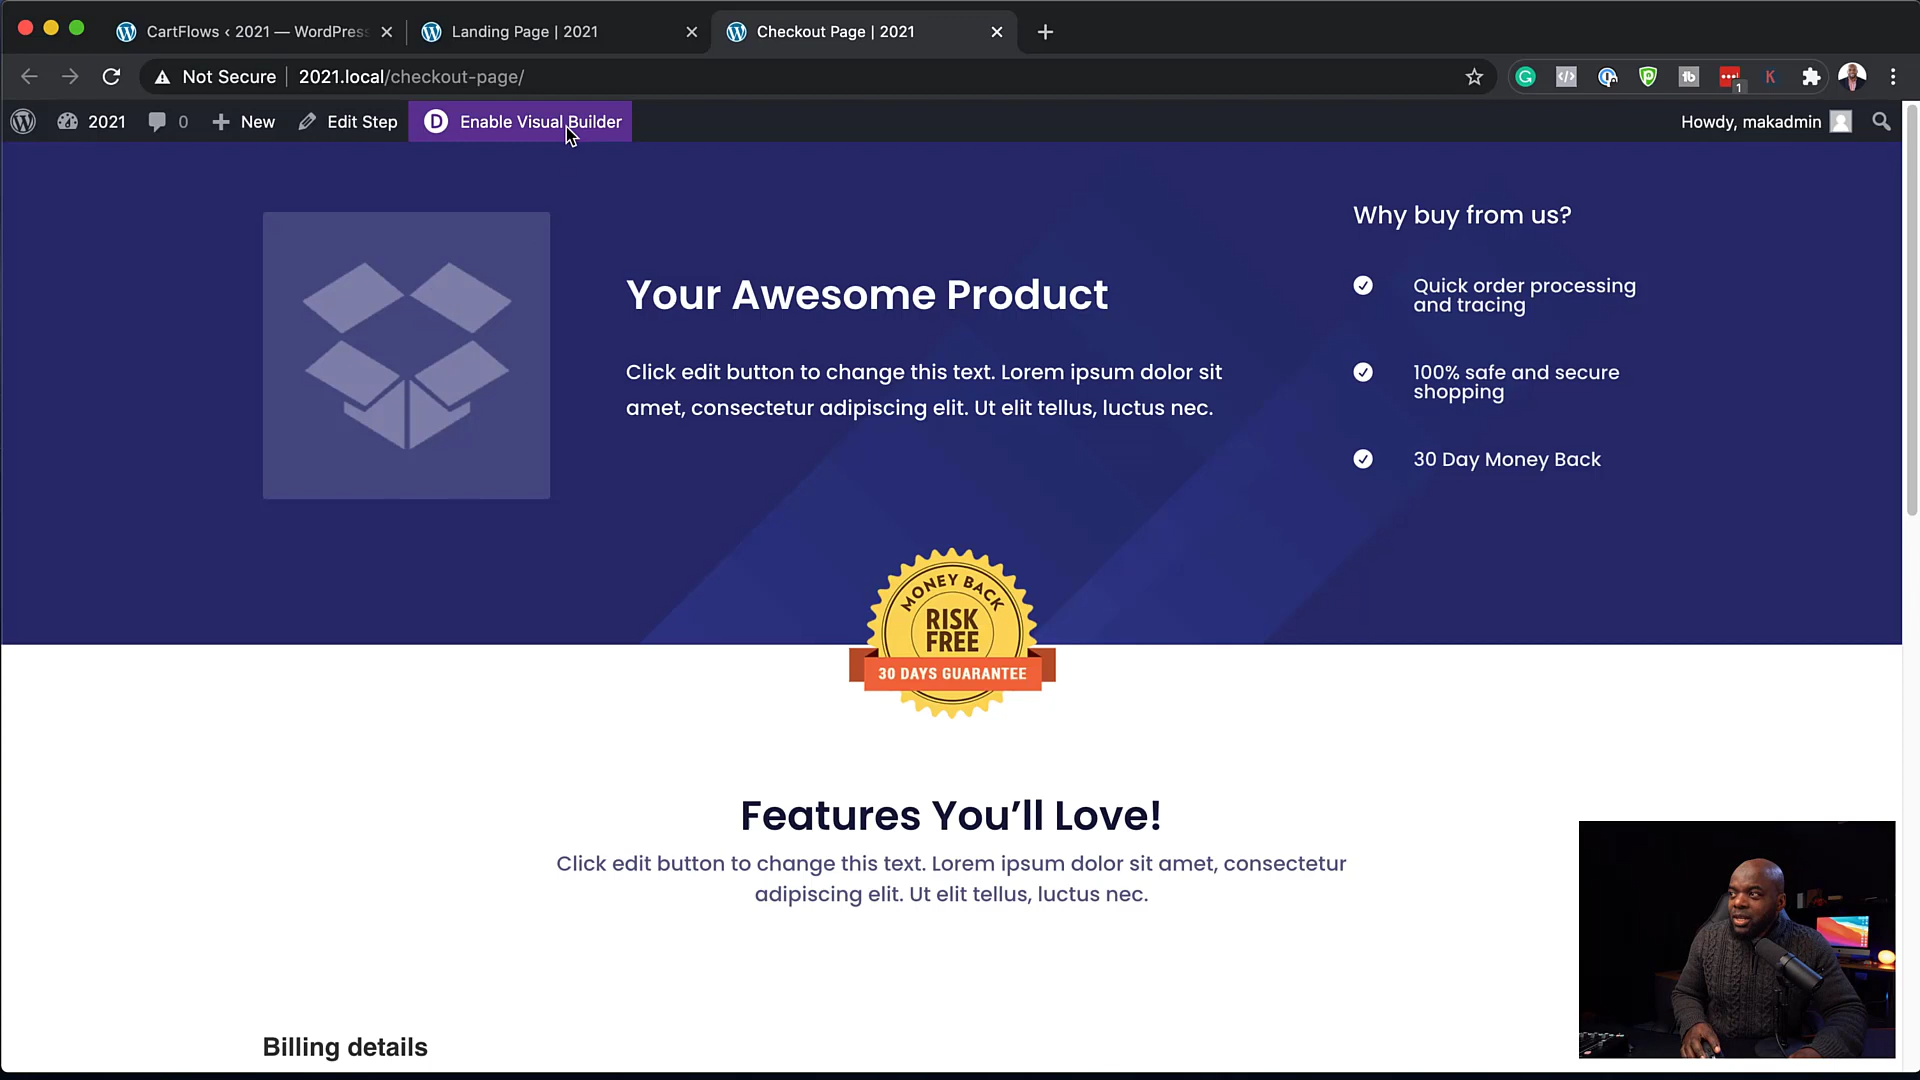 CartFlows ‹ 2021 — WordPress
Landing Page | 2021
Checkout Page | 2021
Not Secure
2021.local/checkout-page/
1
2021
0
New
Edit Step
D
Enable Visual Builder
Howdy, makadmin
Why buy from us?
Quick order processing
and tracing
100% safe and secure
shopping
30 Day Money Back
Your Awesome Product
Click edit button to change this text. Lorem ipsum dolor sit
amet, consectetur adipiscing elit. Ut elit tellus, luctus nec.
MONEY BACK
RISK
FREE
30 DAYS GUARANTEE
Features You’ll Love!
Click edit button to change this text. Lorem ipsum dolor sit amet, consectetur
adipiscing elit. Ut elit tellus, luctus nec.
Billing details